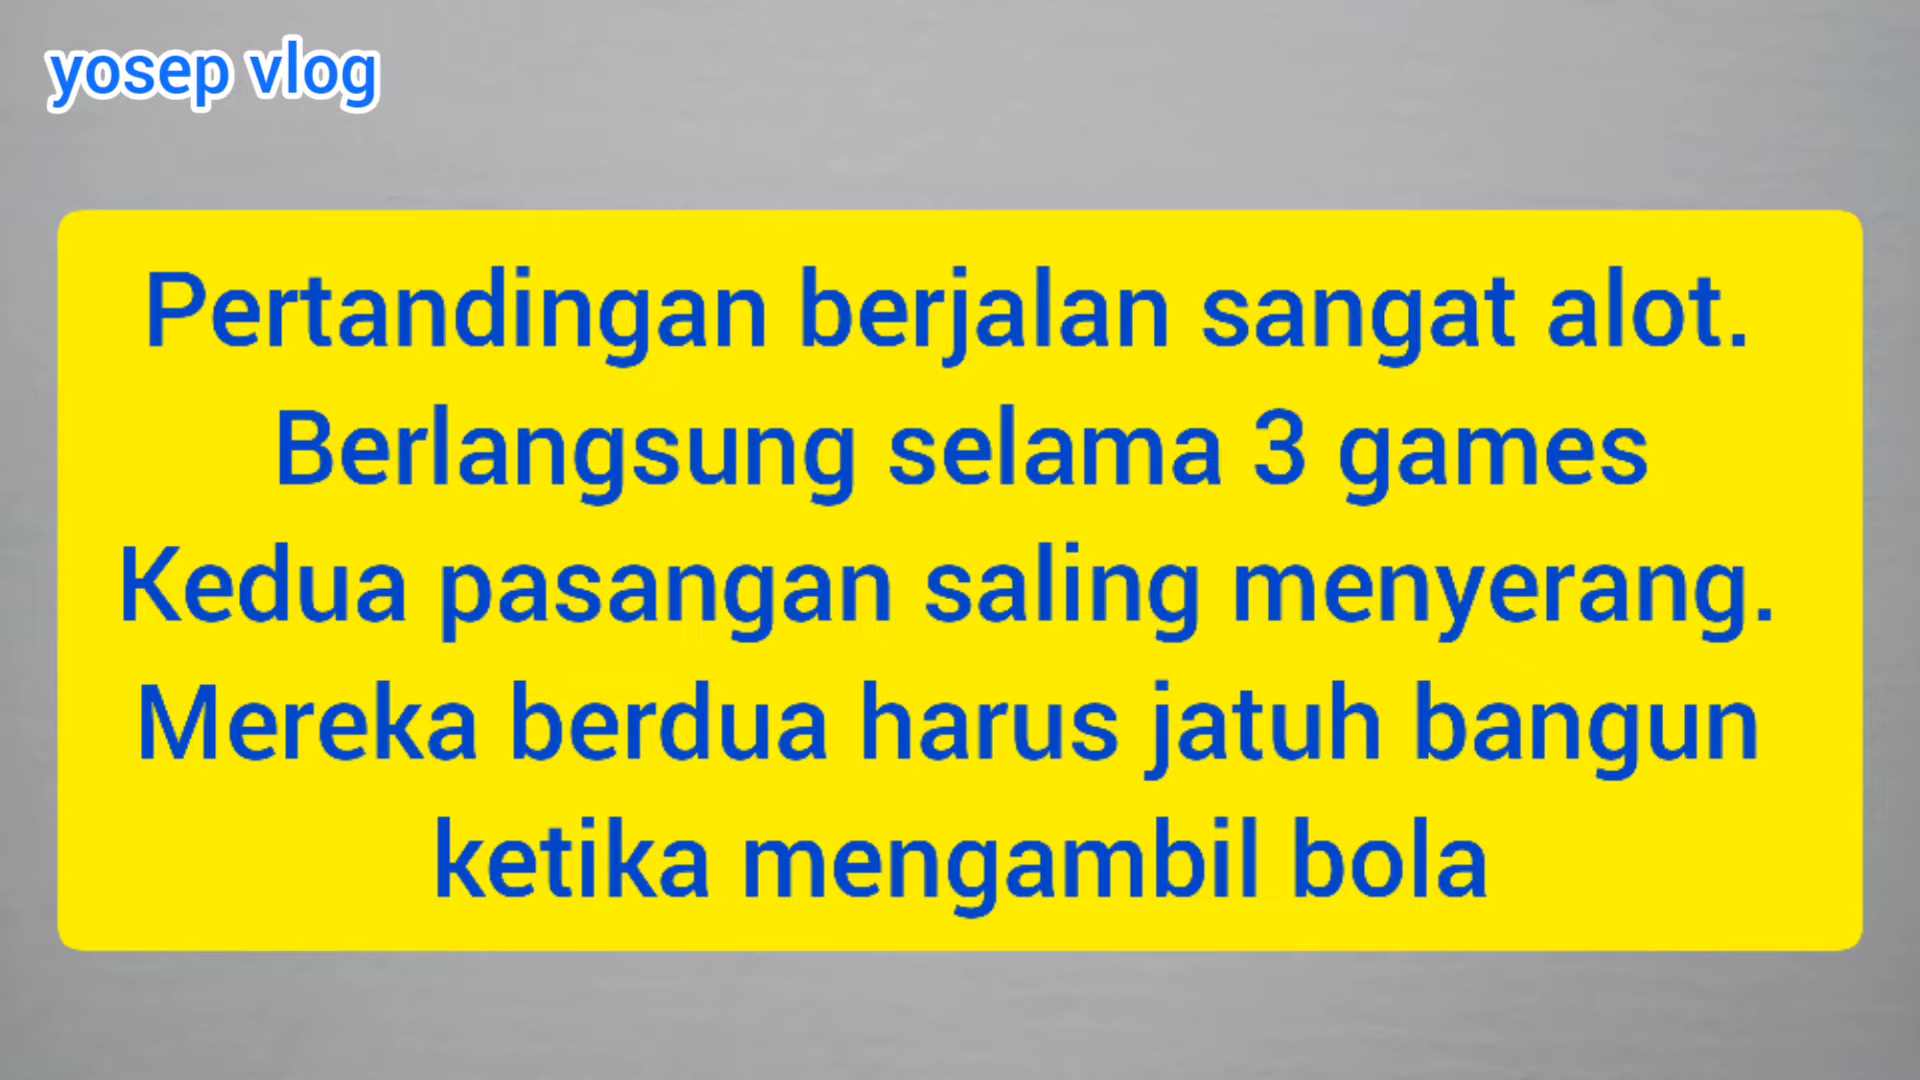 yosep vlog
Pertandingan berjalan sangat alot.
Berlangsung selama 3 games
Kedua pasangan saling menyerang.
Mereka berdua harus jatuh bangun
ketika mengambil bola